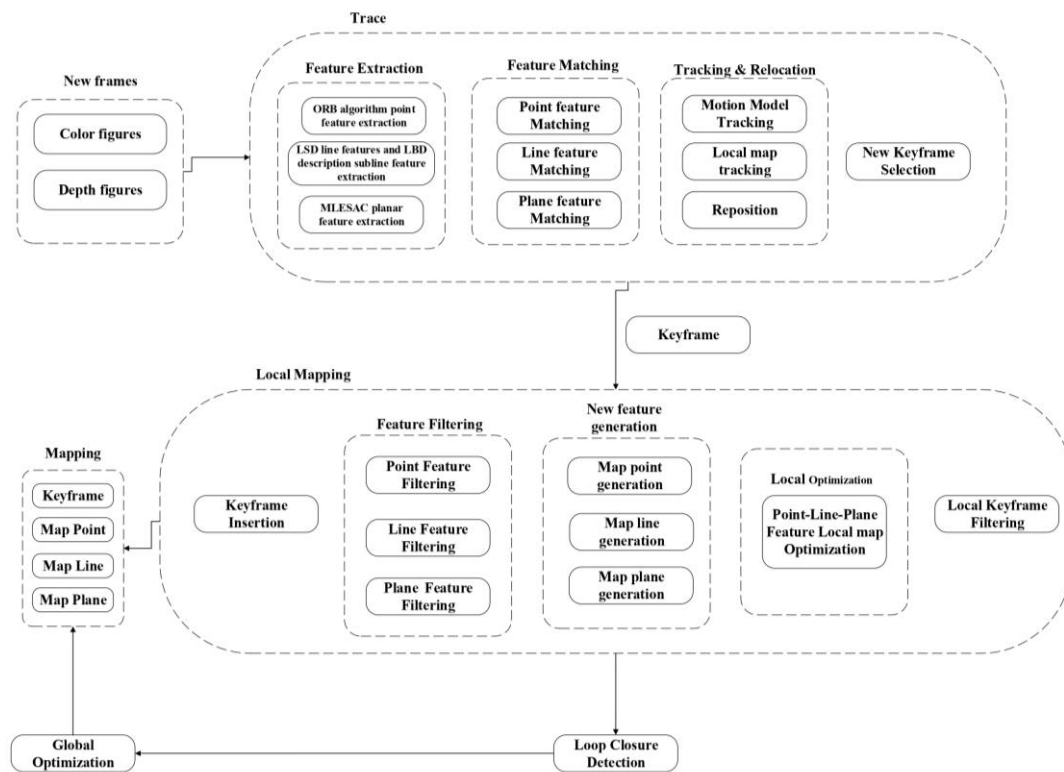 Trace
New frames
Color figures
Depth figures
Feature Extraction
ORB algorithm point
feature extraction
LSD line features and LBD
description subline feature
extraction
MLESAC planar
feature extraction
Feature Matching
Point feature
Matching
Line feature
Matching
Plane feature
Matching
Tracking & Relocation
Motion Model
Tracking
Local map
tracking
Reposition
New Keyframe
Selection
Keyframe
Local Mapping
Mapping
Keyframe
Map Point
Map Line
Map Plane
Keyframe
Insertion
Feature Filtering
Point Feature
Filtering
Line Feature
Filtering
Plane Feature
Filtering
New feature
generation
Map point
generation
Map line
generation
Map plane
generation
Local Optimization
Point-Line-Plane
Feature Local map
Optimization
Local Keyframe
Filtering
Global
Optimization
Loop Closure
Detection